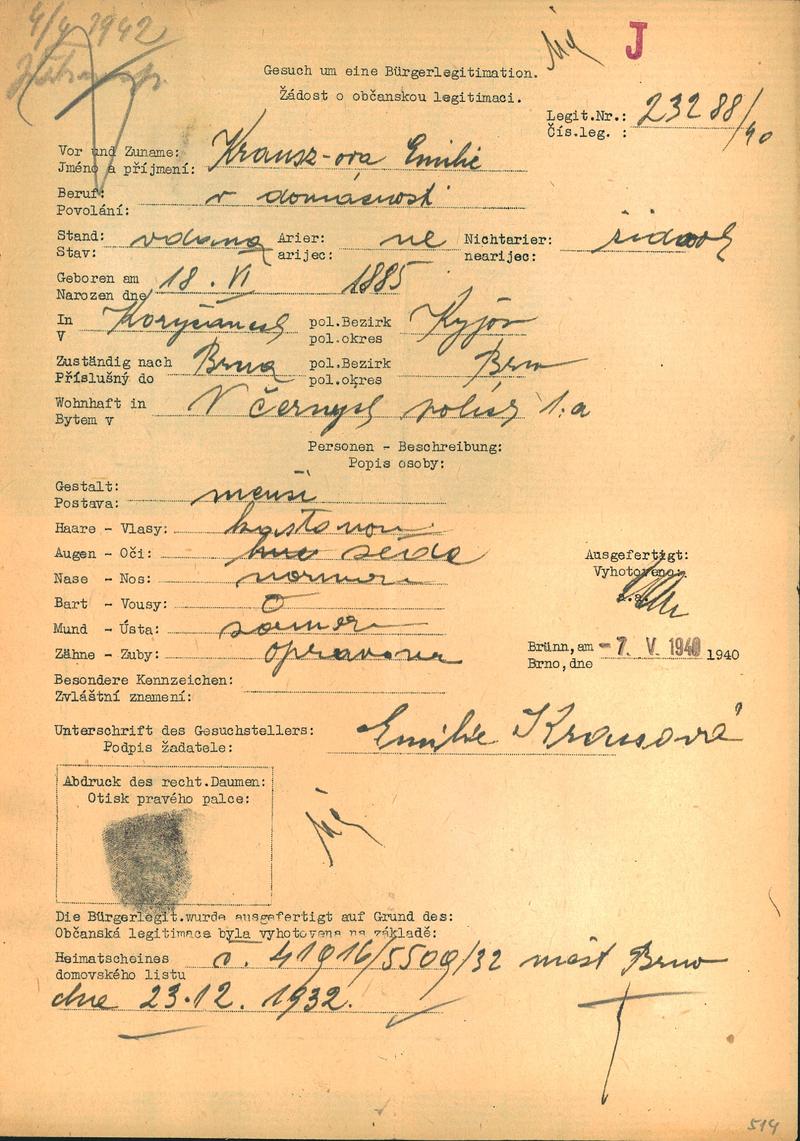 4/4 1942
J
Gesuch um eine Bürgerlegitimation.
Žádost o občanskou legitimaci.
Legit.Nr.: 23288/40
Čís.leg. :
Vor und Zuname: Krausz-ova Emilie
Jméno a příjmení:
Beruf: v domácnosti
Povolání:
Stand: vdaná Arier: ne Nichtarier: židovk
Stav: arijec: nearijec:
Geboren am 18. VI 1885
Narozen dne
In Koryčanech pol.Bezirk Kyjov
V pol.okres
Zuständig nach Brna pol.Bezirk Brno
Příslušný do pol.okres
Wohnhaft in V černých polích 1.a
Bytem v
Personen - Beschreibung:
Popis osoby:
Gestalt: menší
Postava:
Haare - Vlasy: kaštanové
Augen - Oči: šedé
Nase - Nos: normální
Bart - Vousy: 0
Mund - Ústa:
Zähne - Zuby: opravené
Ausgefertigt:
Vyhotoveno:
Brünn, am - 7. V. 1940 1940
Brno, dne
Besondere Kennzeichen:
Zvláštní znamení:
Unterschrift des Gesuchstellers: Emilie Krausová
Podpis žadatele:
Abdruck des recht.Daumen:
Otisk pravého palce:
Die Bürgerlegit.wurde ausgefertigt auf Grund des:
Občanská legitimace byla vyhotovena na základě:
Heimatscheines č. 41916/5509/32 měst Brno
domovského listu
dne 23.12. 1932.
514